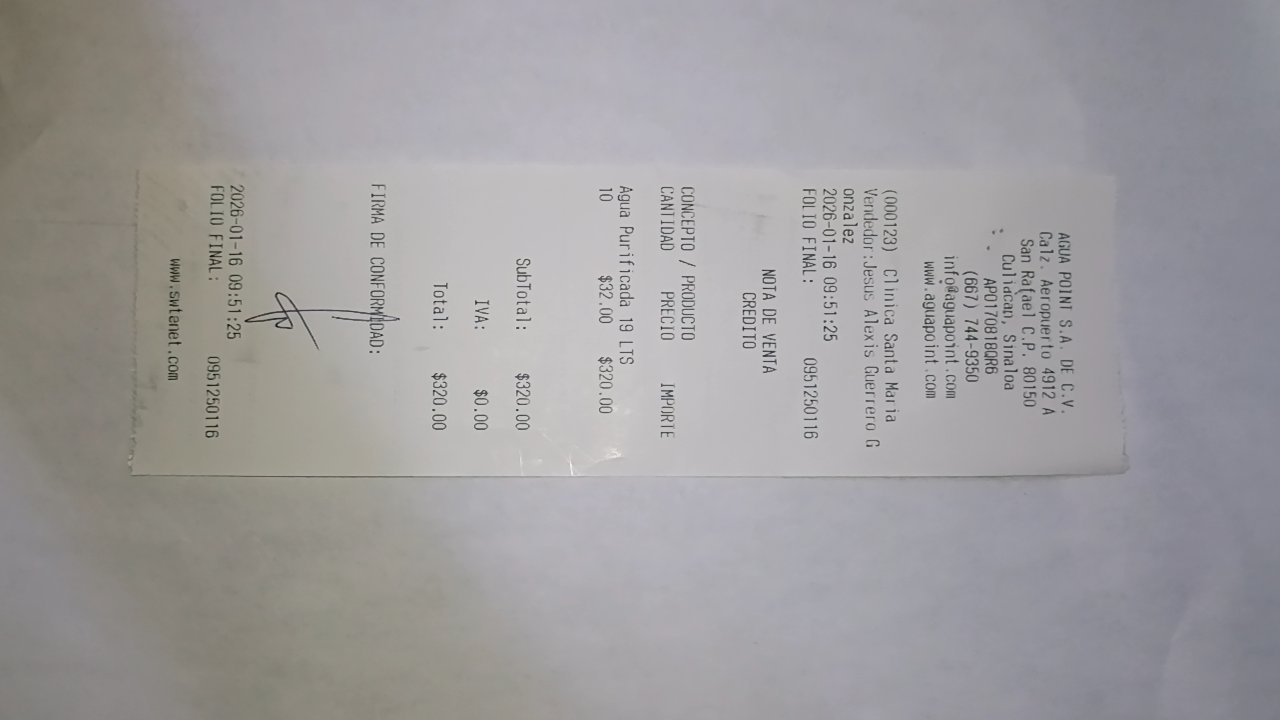 AGUA POINT S.A. DE C.V.
Calz. Aeropuerto 4912 A
San Rafael C.P. 80150
Culiacan, Sinaloa
APO170818QR6
(667) 744-9350
info@aguapoint.com
www.aguapoint.com
(000123) Clinica Santa Maria
Vendedor:Jesus Alexis Guerrero G
onzalez
2026-01-16 09:51:25
FOLIO FINAL: 0951250116
NOTA DE VENTA
CREDITO
CONCEPTO / PRODUCTO
CANTIDAD PRECIO IMPORTE
Agua Purificada 19 LTS
10 $32.00 $320.00
SubTotal: $320.00
IVA: $0.00
Total: $320.00
FIRMA DE CONFORMIDAD:
2026-01-16 09:51:25
FOLIO FINAL: 0951250116
www.swtenet.com